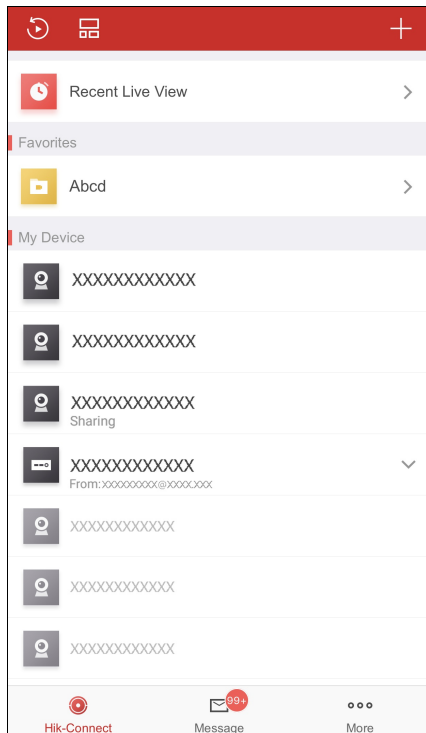 Recent Live View
Favorites
Abcd
My Device
XXXXXXXXXXXX
XXXXXXXXXXXX
XXXXXXXXXXXX
Sharing
XXXXXXXXXXXX
From:XXXXXXXXX@XXXX.XXX
XXXXXXXXXXXX
XXXXXXXXXXXX
XXXXXXXXXXXX
99+
Hik-Connect Message More